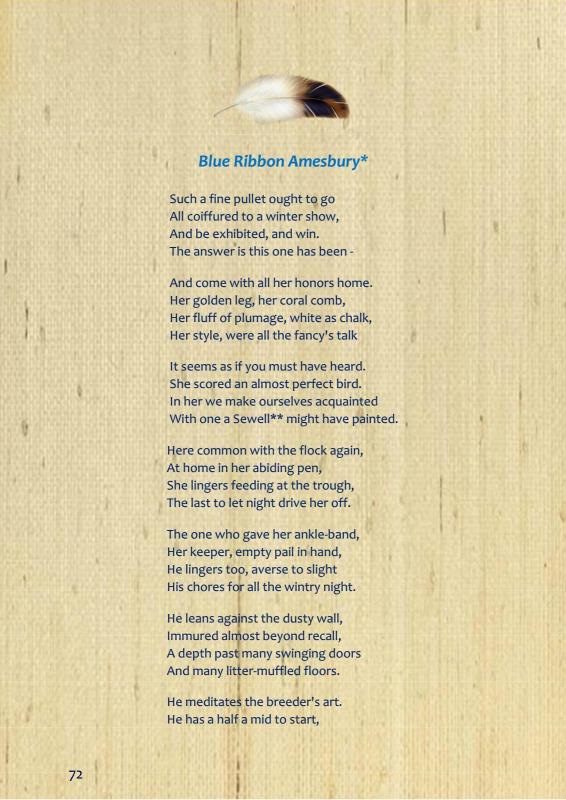 Blue Ribbon Amesbury*
Such a fine pullet ought to go
All coiffured to a winter show,
And be exhibited, and win.
The answer is this one has been -
And come with all her honors home.
Her golden leg, her coral comb,
Her fluff of plumage, white as chalk,
Her style, were all the fancy's talk
It seems as if you must have heard.
She scored an almost perfect bird.
In her we make ourselves acquainted
With one a Sewell** might have painted.
Here common with the flock again,
At home in her abiding pen,
She lingers feeding at the trough,
The last to let night drive her off.
The one who gave her ankle-band,
Her keeper, empty pail in hand,
He lingers too, averse to slight
His chores for all the wintry night.
He leans against the dusty wall,
Immured almost beyond recall,
A depth past many swinging doors
And many litter-muffled floors.
He meditates the breeder's art.
He has a half a mid to start,
72